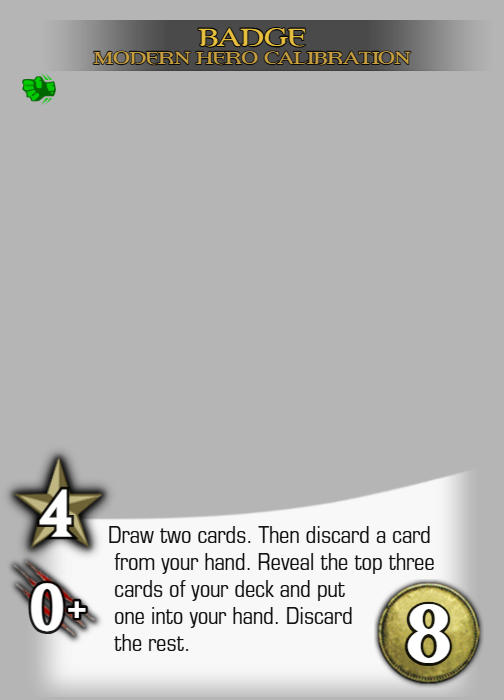 BADGE
MODERN HERO CALIBRATION
4
Draw two cards. Then discard a card
from your hand. Reveal the top three
cards of your deck and put
one into your hand. Discard
the rest.
0+
8